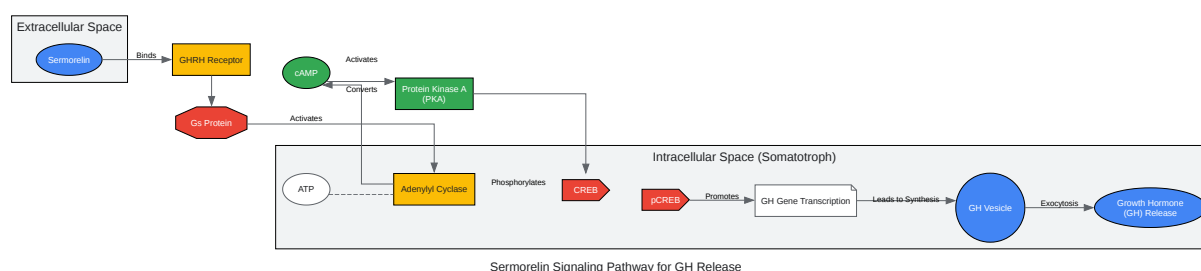 Extracellular Space
Sermorelin
Binds
GHRH Receptor
Gs Protein
Activates
cAMP
Activates
Converts
Protein Kinase A
(PKA)
Intracellular Space (Somatotroph)
ATP
Adenylyl Cyclase
Phosphorylates
CREB
pCREB
Promotes
GH Gene Transcription
Leads to Synthesis
GH Vesicle
Exocytosis
Growth Hormone
(GH) Release
Sermorelin Signaling Pathway for GH Release